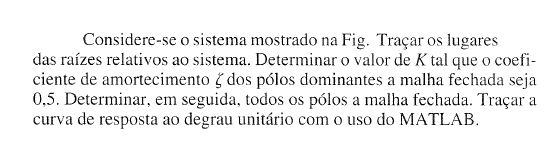 Considere-se o sistema mostrado na Fig. Traçar os lugares
das raízes relativos ao sistema. Determinar o valor de K tal que o coefi-
ciente de amortecimento ζ dos pólos dominantes a malha fechada seja
0,5. Determinar, em seguida, todos os pólos a malha fechada. Traçar a
curva de resposta ao degrau unitário com o uso do MATLAB.